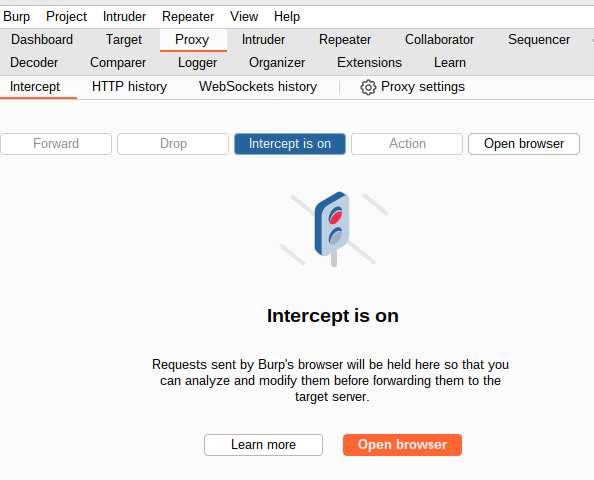 Burp Project Intruder Repeater View Help
Dashboard Target Proxy Intruder Repeater Collaborator Sequencer
Decoder Comparer Logger Organizer Extensions Learn
Intercept HTTP history WebSockets history Proxy settings
Forward Drop Intercept is on Action Open browser
Intercept is on
Requests sent by Burp's browser will be held here so that you
can analyze and modify them before forwarding them to the
target server.
Learn more Open browser